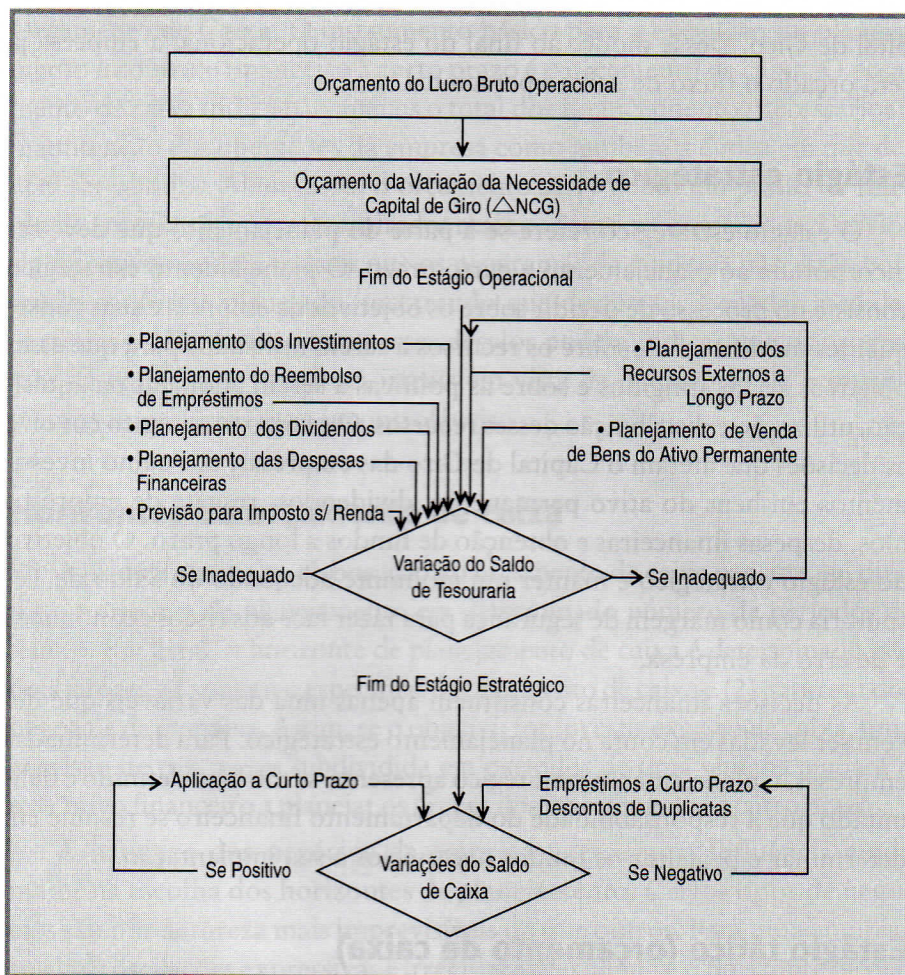 Orçamento do Lucro Bruto Operacional
Orçamento da Variação da Necessidade de
Capital de Giro (△NCG)
Fim do Estágio Operacional
• Planejamento dos Investimentos
• Planejamento do Reembolso
de Empréstimos
• Planejamento dos Dividendos
• Planejamento das Despesas
Financeiras
• Previsão para Imposto s/ Renda
• Planejamento dos
Recursos Externos a
Longo Prazo
• Planejamento de Venda
de Bens do Ativo Permanente
Se Inadequado
Variação do Saldo
de Tesouraria
Se Inadequado
Fim do Estágio Estratégico
Aplicação a Curto Prazo
Empréstimos a Curto Prazo
Descontos de Duplicatas
Se Positivo
Variações do Saldo
de Caixa
Se Negativo